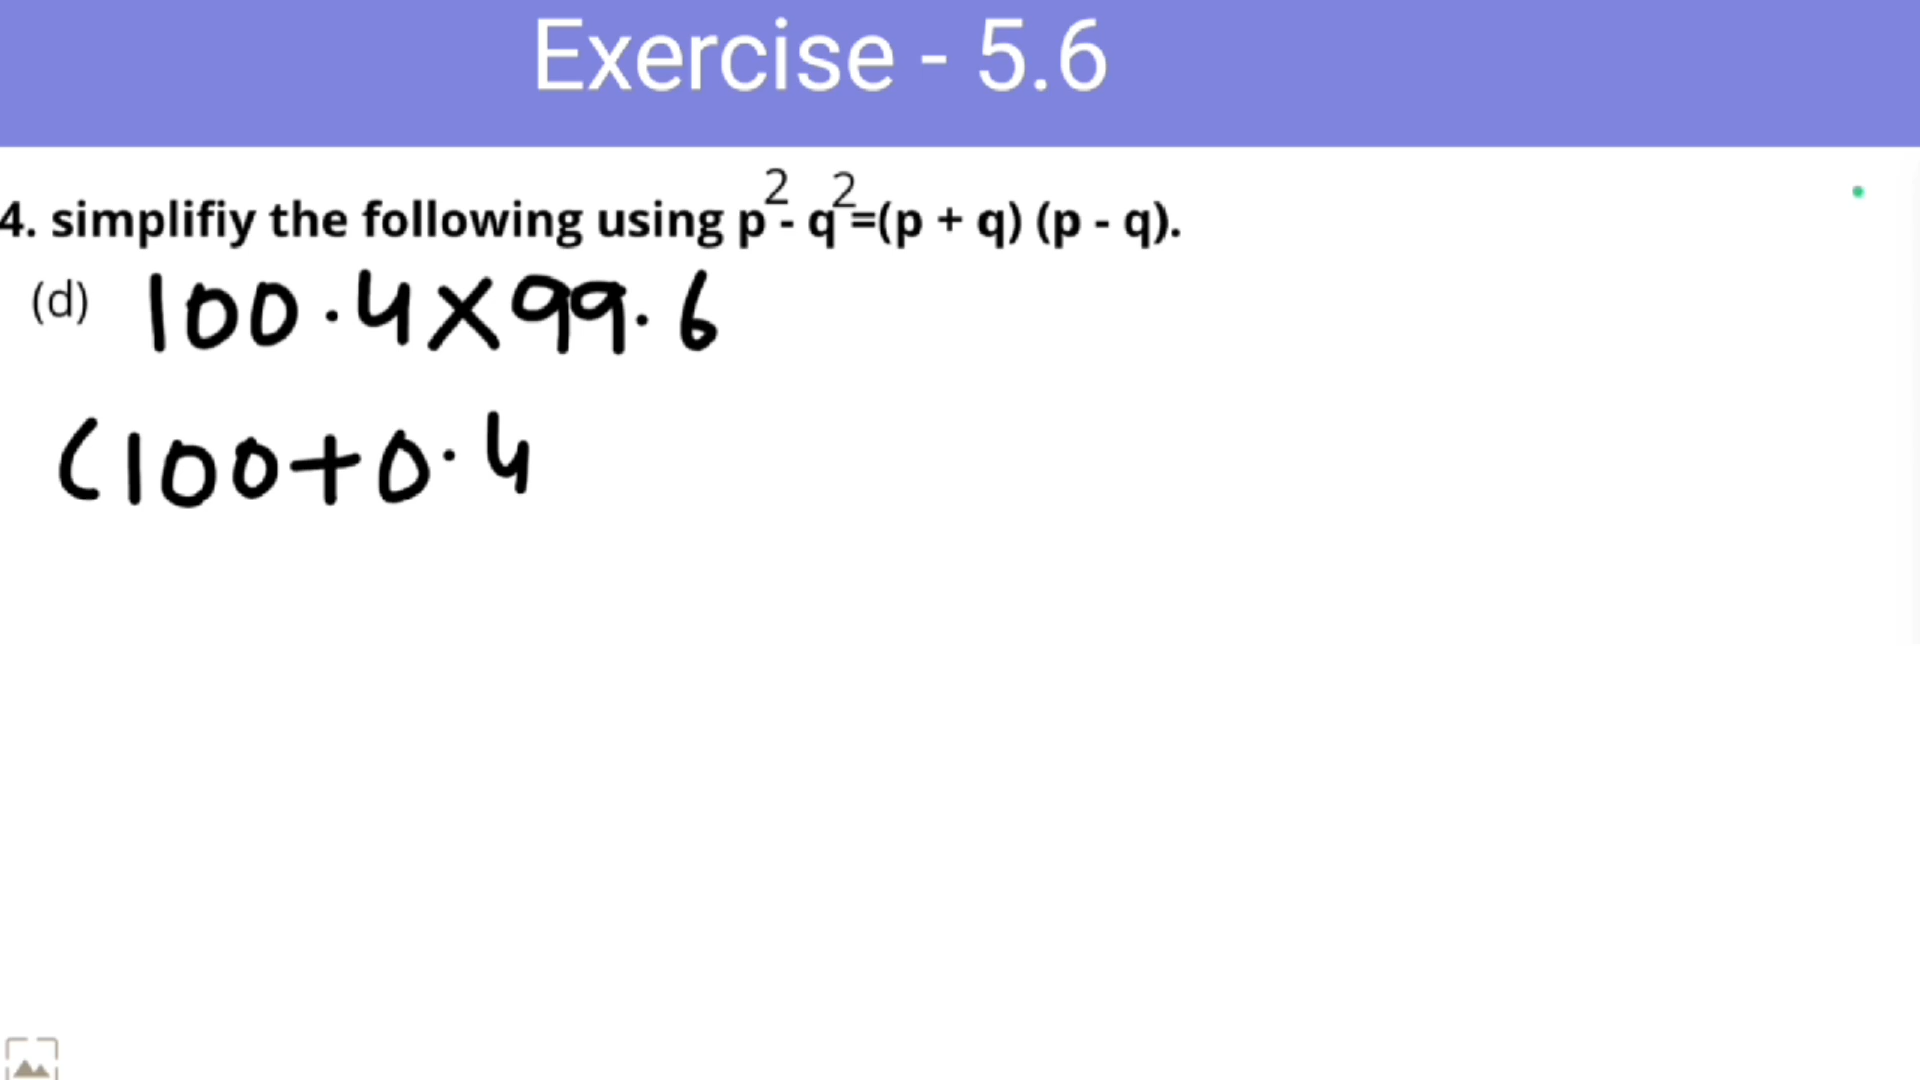 Exercise - 5.6
4. simplifiy the following using p²- q²=(p + q) (p - q).
(d) 100.4×99.6
(100+0.4